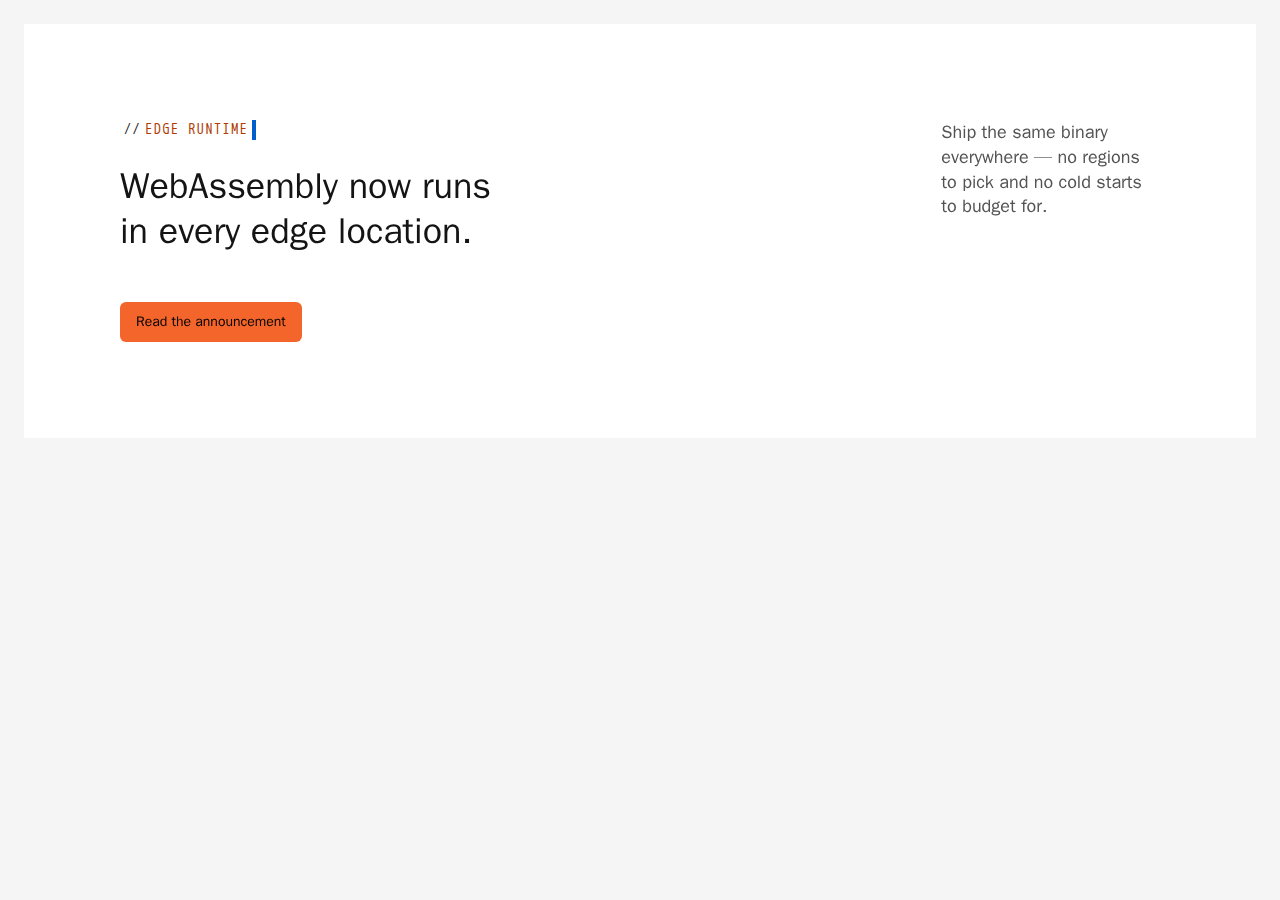 // EDGE RUNTIME
WebAssembly now runs
in every edge location.
Read the announcement
Ship the same binary
everywhere — no regions
to pick and no cold starts
to budget for.